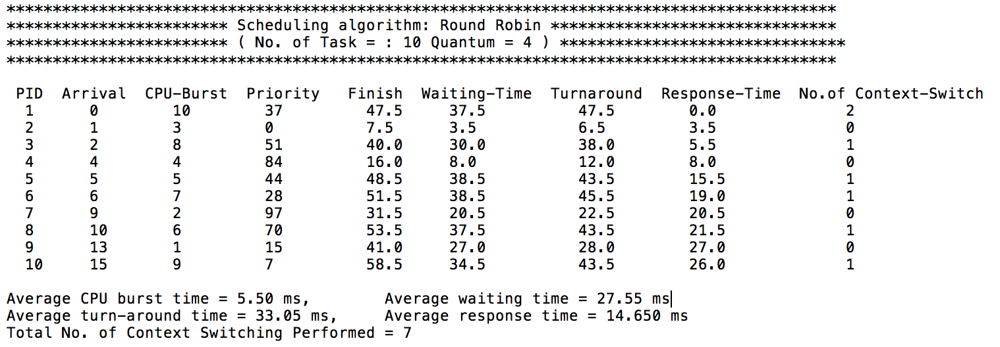 ******************************************************************************************
************************ Scheduling algorithm: Round Robin *******************************
************************ ( No. of Task = : 10 Quantum = 4 ) *******************************
******************************************************************************************
PID Arrival CPU-Burst Priority Finish Waiting-Time Turnaround Response-Time No.of Context-Switch
1 0 10 37 47.5 37.5 47.5 0.0 2
2 1 3 0 7.5 3.5 6.5 3.5 0
3 2 8 51 40.0 30.0 38.0 5.5 1
4 4 4 84 16.0 8.0 12.0 8.0 0
5 5 5 44 48.5 38.5 43.5 15.5 1
6 6 7 28 51.5 38.5 45.5 19.0 1
7 9 2 97 31.5 20.5 22.5 20.5 0
8 10 6 70 53.5 37.5 43.5 21.5 1
9 13 1 15 41.0 27.0 28.0 27.0 0
10 15 9 7 58.5 34.5 43.5 26.0 1
Average CPU burst time = 5.50 ms, Average waiting time = 27.55 ms
Average turn-around time = 33.05 ms, Average response time = 14.650 ms
Total No. of Context Switching Performed = 7